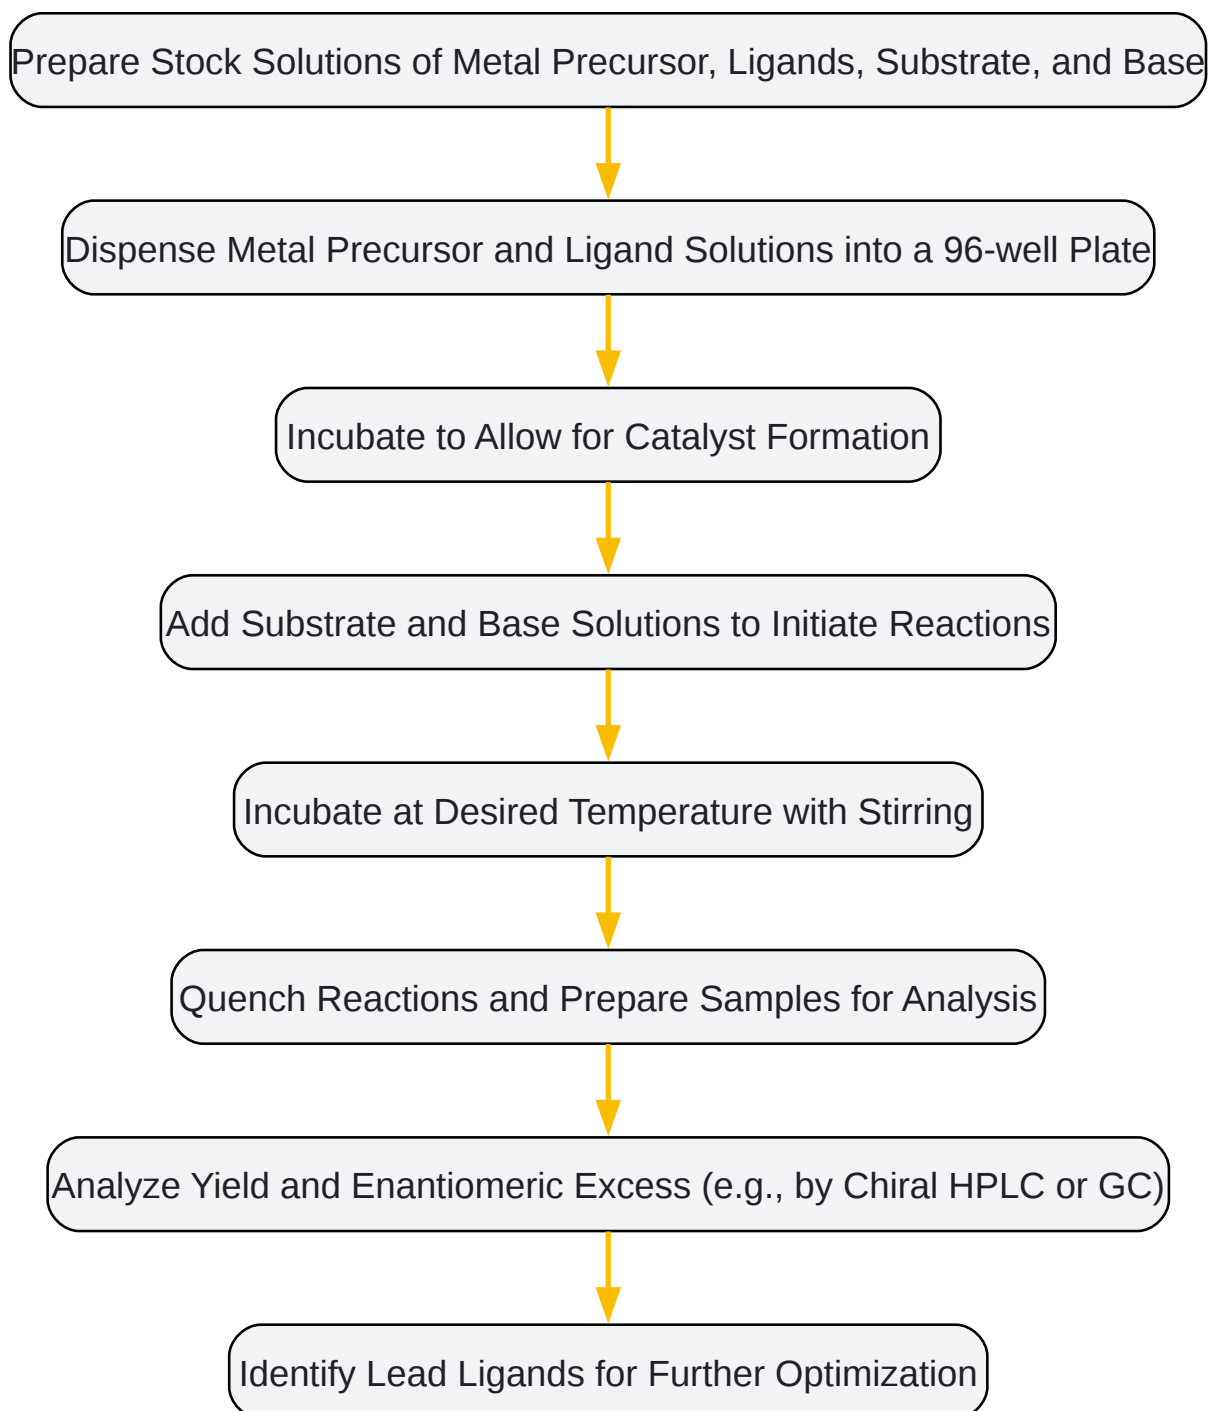 Prepare Stock Solutions of Metal Precursor, Ligands, Substrate, and Base
Dispense Metal Precursor and Ligand Solutions into a 96-well Plate
Incubate to Allow for Catalyst Formation
Add Substrate and Base Solutions to Initiate Reactions
Incubate at Desired Temperature with Stirring
Quench Reactions and Prepare Samples for Analysis
Analyze Yield and Enantiomeric Excess (e.g., by Chiral HPLC or GC)
Identify Lead Ligands for Further Optimization